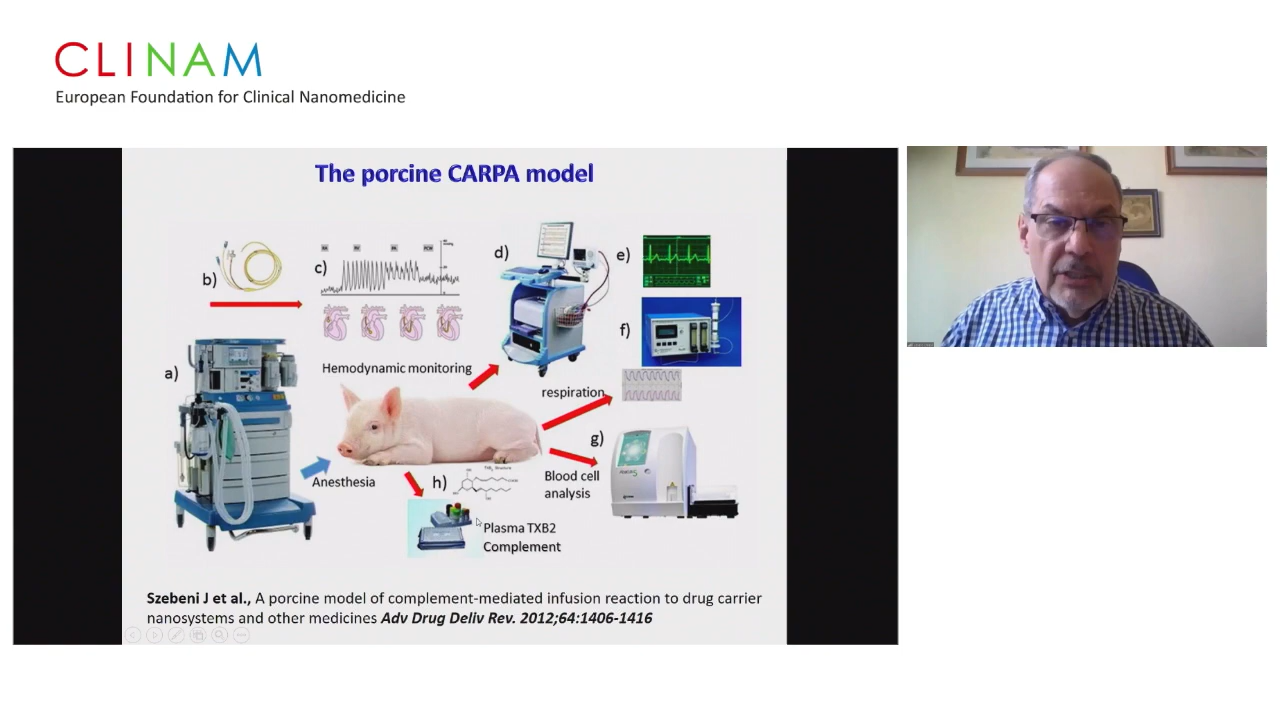 CLINAM
European Foundation for Clinical Nanomedicine
The porcine CARPA model
a)
b)
c)
d)
e)
f)
g)
h)
Hemodynamic monitoring
respiration
Anesthesia
Blood cell
analysis
Plasma TXB2
Complement
Szebeni J et al., A porcine model of complement-mediated infusion reaction to drug carrier
nanosystems and other medicines Adv Drug Deliv Rev. 2012;64:1406-1416